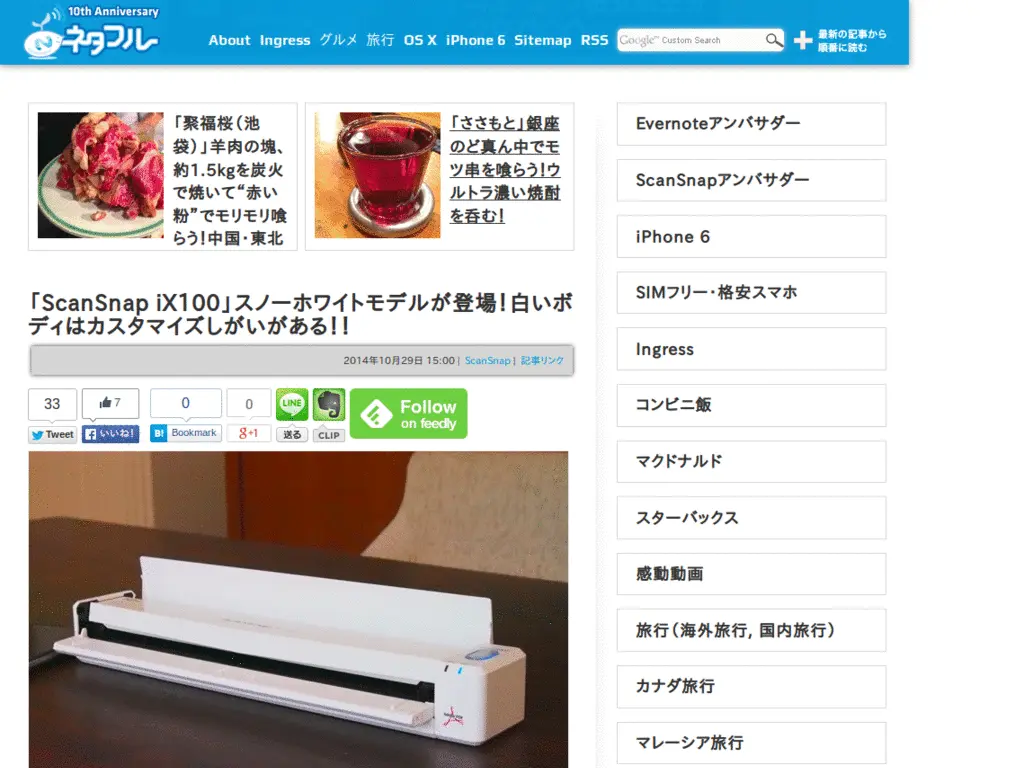 10th Anniversary
ネタフル
About Ingress グルメ 旅行 OS X iPhone 6 Sitemap RSS
Google™ Custom Search
最新の記事から
順番に読む
「聚福桜（池
袋）」羊肉の塊、
約1.5kgを炭火
で焼いて“赤い
粉”でモリモリ喰
らう！中国・東北
「ささもと」銀座
のど真ん中でモ
ツ串を喰らう！ウ
ルトラ濃い焼酎
を呑む！
「ScanSnap iX100」スノーホワイトモデルが登場！白いボ
ディはカスタマイズしがいがある！！
2014年10月29日 15:00 | ScanSnap | 記事リンク
33
7
0
0
LINE
Follow
on feedly
Tweet
いいね！
B! Bookmark
g+1
送る
CLIP
Evernoteアンバサダー
ScanSnapアンバサダー
iPhone 6
SIMフリー・格安スマホ
Ingress
コンビニ飯
マクドナルド
スターバックス
感動動画
旅行（海外旅行, 国内旅行）
カナダ旅行
マレーシア旅行